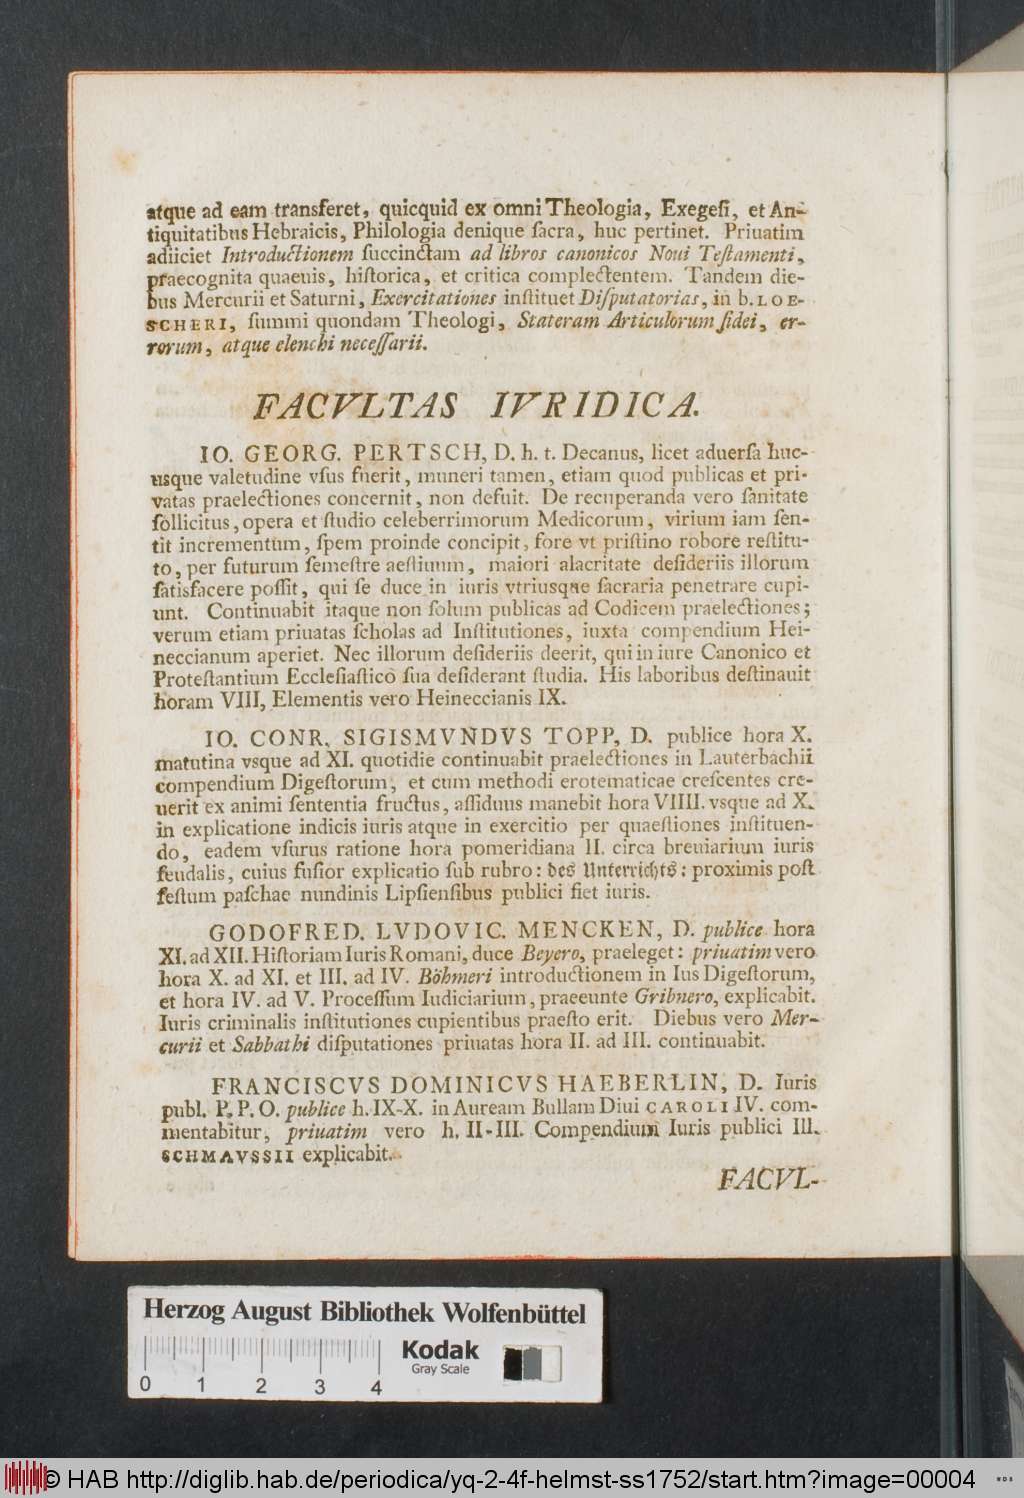 atque ad eam transferet, quicquid ex omni Theologia, Exegeſi, et An-
tiquitatibus Hebraicis, Philologia denique ſacra, huc pertinet. Priuatim
adiiciet Introductionem ſuccinctam ad libros canonicos Noui Teſtamenti,
praecognita quaeuis, hiſtorica, et critica complectentem. Tandem die-
bus Mercurii et Saturni, Exercitationes inſtituet Diſputatorias, in b. LOE-
SCHERI, ſummi quondam Theologi, Stateram Articulorum fidei, er-
rorum, atque elenchi neceſſarii.
FACVLTAS IVRIDICA.
IO. GEORG. PERTSCH, D. h. t. Decanus, licet aduerſa huc-
usque valetudine vſus fuerit, muneri tamen, etiam quod publicas et pri-
vatas praelectiones concernit, non defuit. De recuperanda vero ſanitate
ſollicitus, opera et ſtudio celeberrimorum Medicorum, virium iam ſen-
tit incrementum, ſpem proinde concipit, fore vt priſtino robore reſtitu-
to, per futurum ſemeſtre aeſtiuum, maiori alacritate deſideriis illorum
ſatisfacere poſſit, qui ſe duce in iuris vtriusque ſacraria penetrare cupi-
unt. Continuabit itaque non ſolum publicas ad Codicem praelectiones;
verum etiam priuatas ſcholas ad Inſtitutiones, iuxta compendium Hei-
neccianum aperiet. Nec illorum deſideriis deerit, qui in iure Canonico et
Proteſtantium Eccleſiaſtico ſua deſiderant ſtudia. His laboribus deſtinauit
horam VIII, Elementis vero Heineccianis IX.
IO. CONR. SIGISMVNDVS TOPP, D. publice hora X.
matutina vsque ad XI. quotidie continuabit praelectiones in Lauterbachii
compendium Digeſtorum, et cum methodi erotematicae creſcentes cre-
uerit ex animi ſententia fructus, aſſiduus manebit hora VIIII. vsque ad X.
in explicatione indicis iuris atque in exercitio per quaeſtiones inſtituen-
do, eadem vſurus ratione hora pomeridiana II. circa breuiarium iuris
feudalis, cuius fuſior explicatio ſub rubro: des Unterrichts: proximis poſt
feſtum paſchae nundinis Lipſienſibus publici fiet iuris.
GODOFRED. LVDOVIC. MENCKEN, D. publice hora
XI. ad XII. Hiſtoriam Iuris Romani, duce Beyero, praeleget: priuatim vero
hora X. ad XI. et III. ad IV. Böhmeri introductionem in Ius Digeſtorum,
et hora IV. ad V. Proceſſum Iudiciarium, praeeunte Gribnero, explicabit.
Iuris criminalis inſtitutiones cupientibus praeſto erit. Diebus vero Mer-
curii et Sabbathi diſputationes priuatas hora II. ad III. continuabit.
FRANCISCVS DOMINICVS HAEBERLIN, D. Iuris
publ. P. P. O. publice h. IX-X. in Auream Bullam Diui CAROLI IV. com-
mentabitur, priuatim vero h. II-III. Compendium Iuris publici Ill.
SCHMAVSSII explicabit.
FACVL-
Herzog August Bibliothek Wolfenbüttel
Kodak
Gray Scale
0 1 2 3 4
© HAB http://diglib.hab.de/periodica/yq-2-4f-helmst-ss1752/start.htm?image=00004